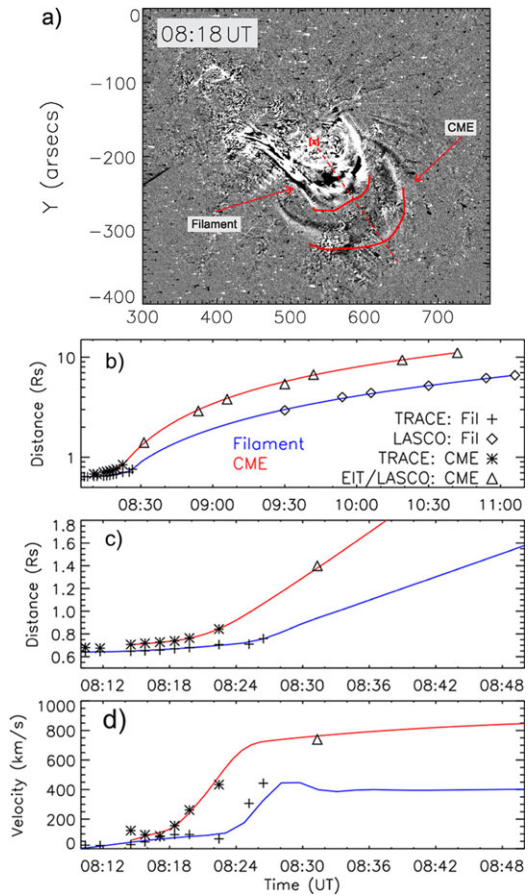 a)
08:18 UT
0
-100
-200
-300
-400
Y (arsecs)
CME
Filament
300 400 500 600 700
b)
10
1
Distance (Rs)
Filament
CME
TRACE: Fil +
LASCO: Fil ◇
TRACE: CME ✳
EIT/LASCO: CME △
08:30 09:00 09:30 10:00 10:30 11:00
c)
1.8
1.6
1.4
1.2
1.0
0.8
0.6
Distance (Rs)
08:12 08:18 08:24 08:30 08:36 08:42 08:48
d)
1000
800
600
400
200
0
Velocity (km/s)
08:12 08:18 08:24 08:30 08:36 08:42 08:48
Time (UT)